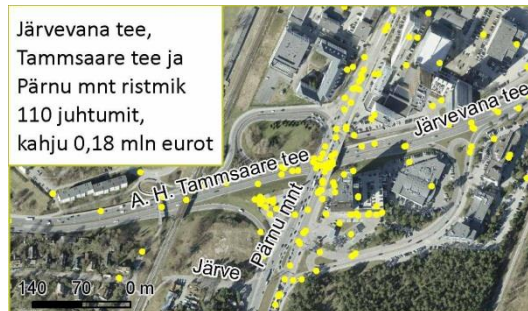 Järvevana tee,
Tammsaare tee ja
Pärnu mnt ristmik
110 juhtumit,
kahju 0,18 mln eurot
Järvevana tee
A. H. Tammsaare tee
Pärnu mnt
Järve
140 70 0 m